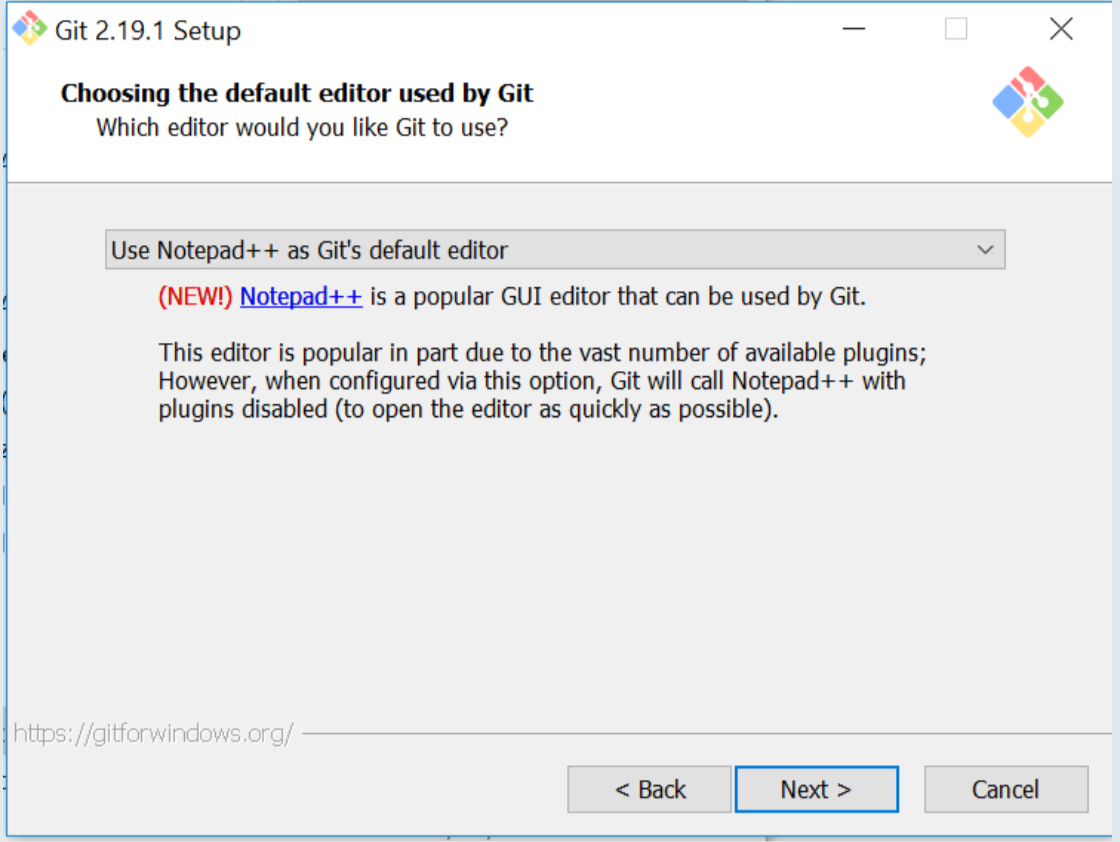 Git 2.19.1 Setup
Choosing the default editor used by Git
Which editor would you like Git to use?
Use Notepad++ as Git's default editor
(NEW!) Notepad++ is a popular GUI editor that can be used by Git.
This editor is popular in part due to the vast number of available plugins;
However, when configured via this option, Git will call Notepad++ with
plugins disabled (to open the editor as quickly as possible).
https://gitforwindows.org/
< Back
Next >
Cancel